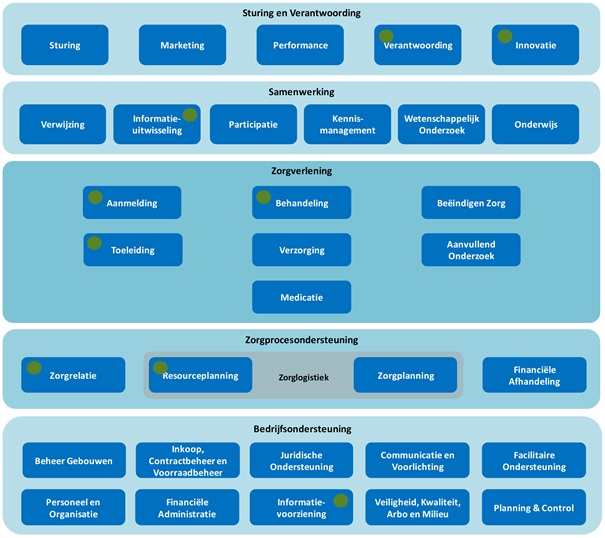 Sturing en Verantwoording
Sturing
Marketing
Performance
Verantwoording
Innovatie
Samenwerking
Verwijzing
Informatie-
uitwisseling
Participatie
Kennis-
management
Wetenschappelijk
Onderzoek
Onderwijs
Zorgverlening
Aanmelding
Behandeling
Beëindigen Zorg
Toeleiding
Verzorging
Aanvullend
Onderzoek
Medicatie
Zorgprocesondersteuning
Zorgrelatie
Resourceplanning
Zorglogistiek
Zorgplanning
Financiële
Afhandeling
Bedrijfsondersteuning
Beheer Gebouwen
Inkoop,
Contractbeheer en
Voorraadbeheer
Juridische
Ondersteuning
Communicatie en
Voorlichting
Facilitaire
Ondersteuning
Personeel en
Organisatie
Financiële
Administratie
Informatie-
voorziening
Veiligheid, Kwaliteit,
Arbo en Milieu
Planning & Control